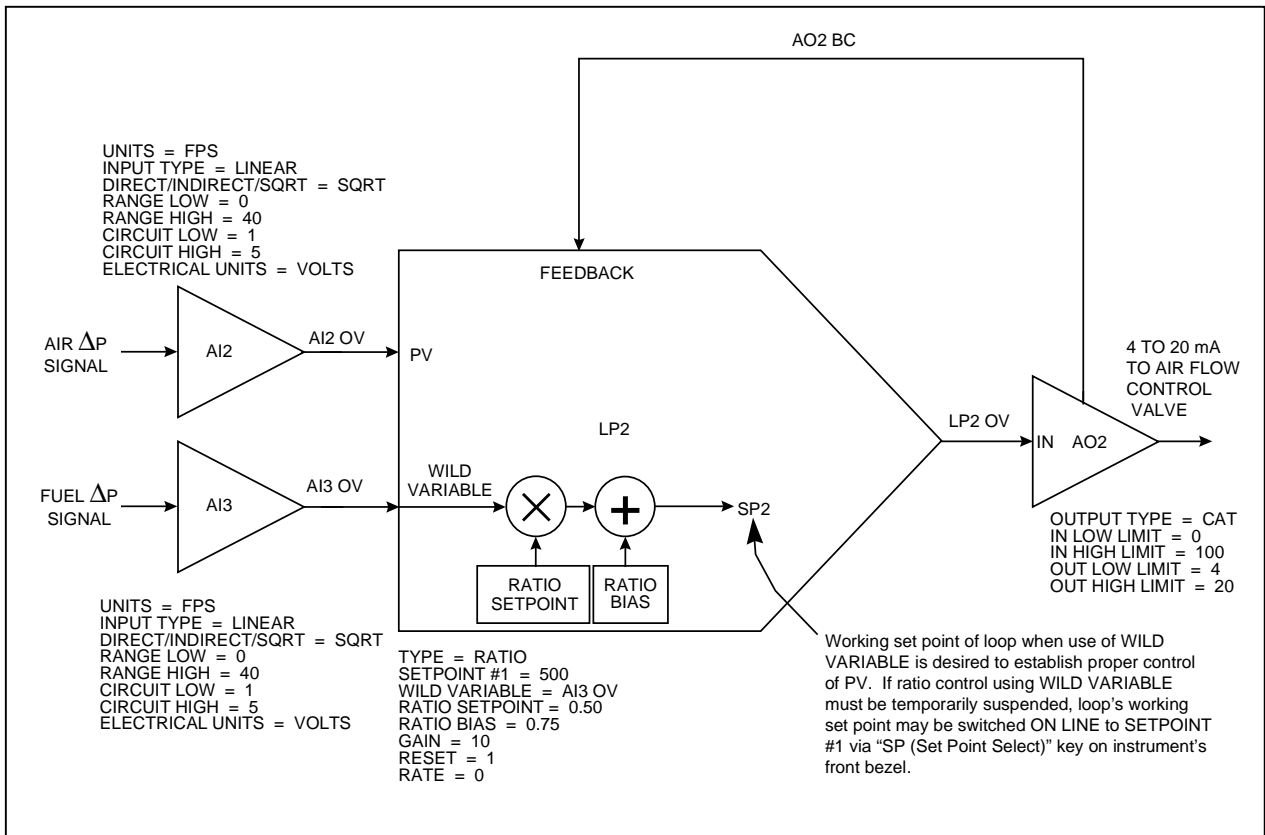 AO2 BC
UNITS = FPS
INPUT TYPE = LINEAR
DIRECT/INDIRECT/SQRT = SQRT
RANGE LOW = 0
RANGE HIGH = 40
CIRCUIT LOW = 1
CIRCUIT HIGH = 5
ELECTRICAL UNITS = VOLTS
FEEDBACK
AIR ΔP
SIGNAL
AI2
AI2 OV
PV
4 TO 20 mA
TO AIR FLOW
CONTROL
VALVE
LP2
LP2 OV
IN AO2
FUEL ΔP
SIGNAL
AI3
AI3 OV
WILD
VARIABLE
×
+
SP2
RATIO
SETPOINT
RATIO
BIAS
OUTPUT TYPE = CAT
IN LOW LIMIT = 0
IN HIGH LIMIT = 100
OUT LOW LIMIT = 4
OUT HIGH LIMIT = 20
UNITS = FPS
INPUT TYPE = LINEAR
DIRECT/INDIRECT/SQRT = SQRT
RANGE LOW = 0
RANGE HIGH = 40
CIRCUIT LOW = 1
CIRCUIT HIGH = 5
ELECTRICAL UNITS = VOLTS
TYPE = RATIO
SETPOINT #1 = 500
WILD VARIABLE = AI3 OV
RATIO SETPOINT = 0.50
RATIO BIAS = 0.75
GAIN = 10
RESET = 1
RATE = 0
Working set point of loop when use of WILD
VARIABLE is desired to establish proper control
of PV. If ratio control using WILD VARIABLE
must be temporarily suspended, loop's working
set point may be switched ON LINE to SETPOINT
#1 via “SP (Set Point Select)” key on instrument's
front bezel.